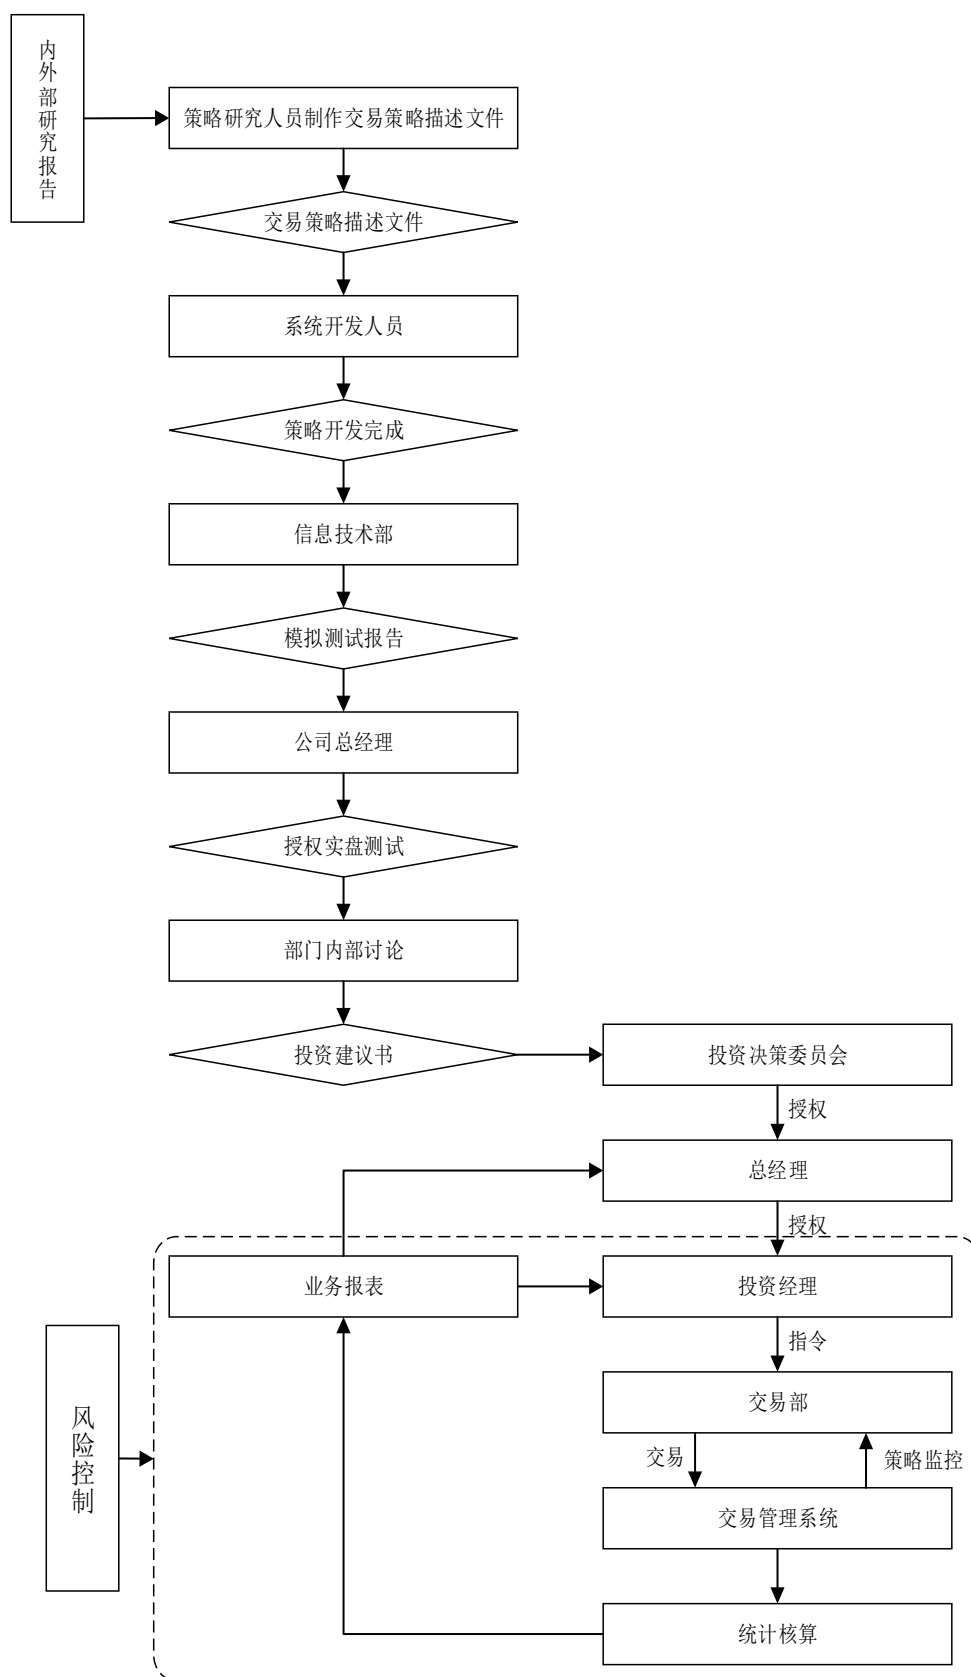 内外部研究报告
策略研究人员制作交易策略描述文件
交易策略描述文件
系统开发人员
策略开发完成
信息技术部
模拟测试报告
公司总经理
授权实盘测试
部门内部讨论
投资建议书
投资决策委员会
授权
总经理
授权
业务报表
投资经理
指令
风险控制
交易部
交易
策略监控
交易管理系统
统计核算